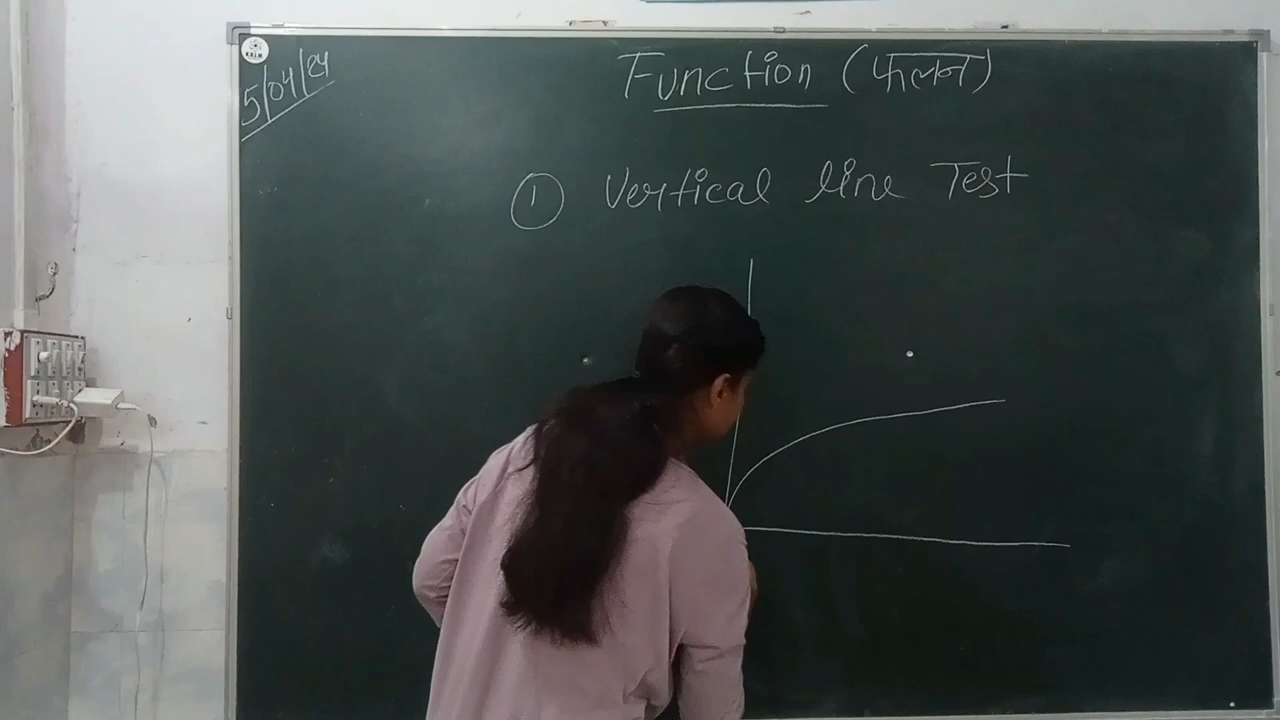 5/04/24
Function (फलन)
① Vertical line Test